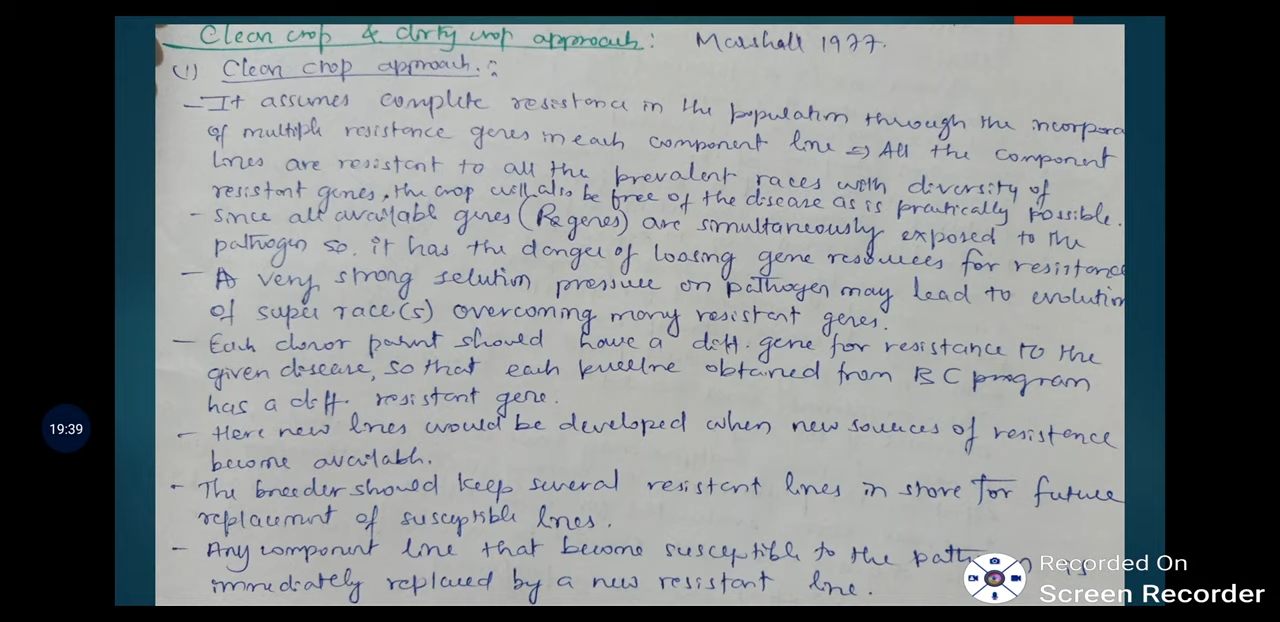 Clean crop & dirty crop approach: Marshall 1977.
(1) Clean crop approach.:
- It assumes complete resistence in the population through the incorpora
of multiple resistance genes in each component line => All the component
lines are resistant to all the prevalent races with diversity of
resistant genes, the crop will also be free of the disease as is practically possible.
- Since all available genes (R genes) are simultaneously exposed to the
pathogen so it has the danger of loosing gene resources for resistance
- A very strong selution pressure on pathogen may lead to evolution
of super race(s) overcoming many resistant genes.
- Each donor parent should have a diff. gene for resistance to the
given disease, so that each obtained from BC program
has a diff. resistant gene.
- Here new lines would be developed when new sources of resistence
become availabh.
- The breeder should keep several resistant lines in store for future
replacement of susceptible lines.
- Any component line that become susceptible to the path is
immediately replaced by a new resistant line.
19:39
Recorded On
Screen Recorder